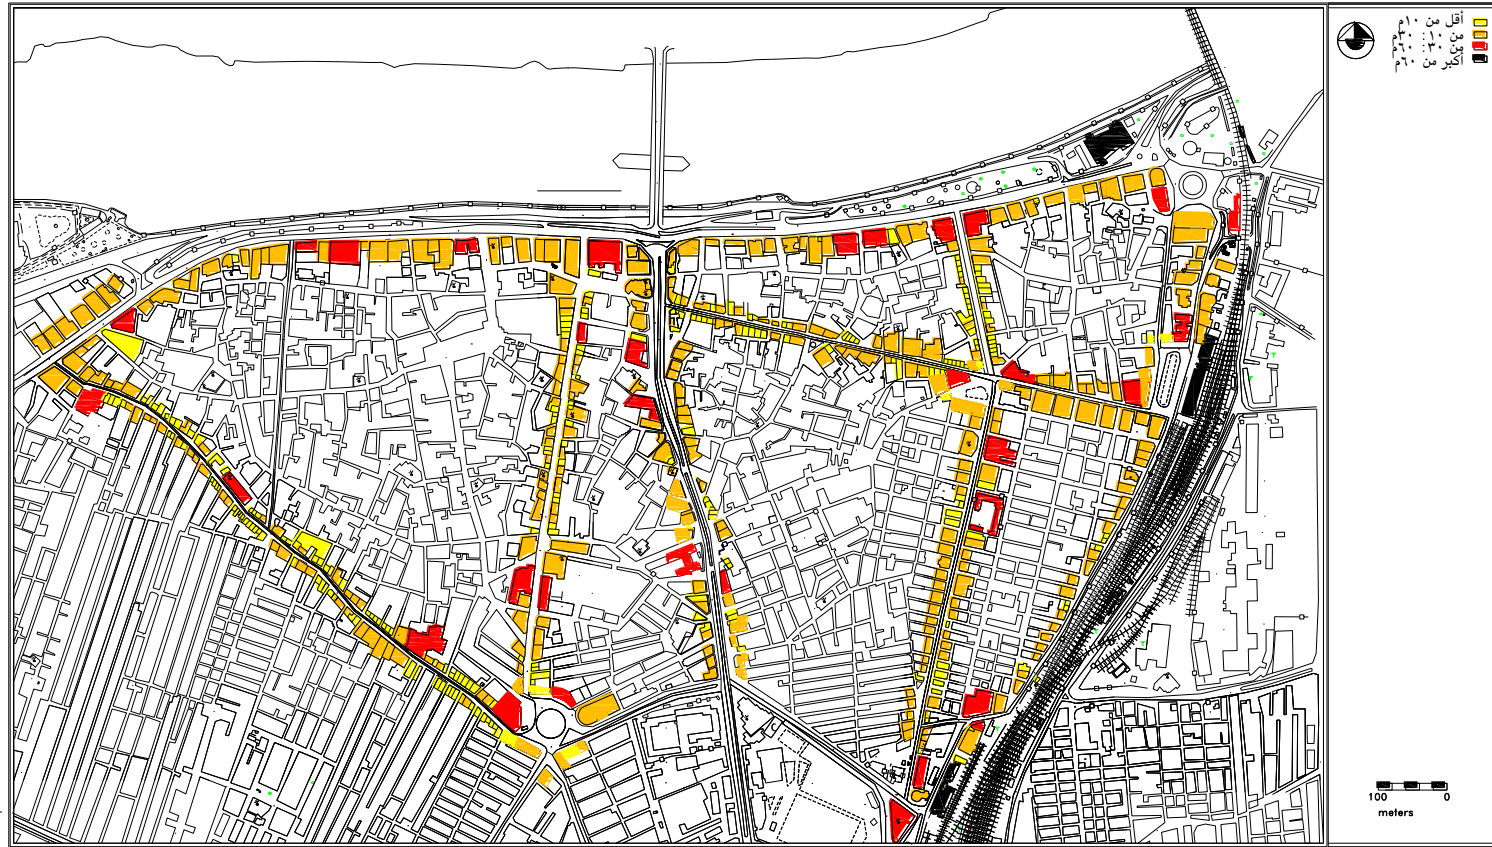 أقل من ١٠م
من ١٠: ٣٠م
من ٣٠: ٦٠م
أكبر من ٦٠م
100 0
meters